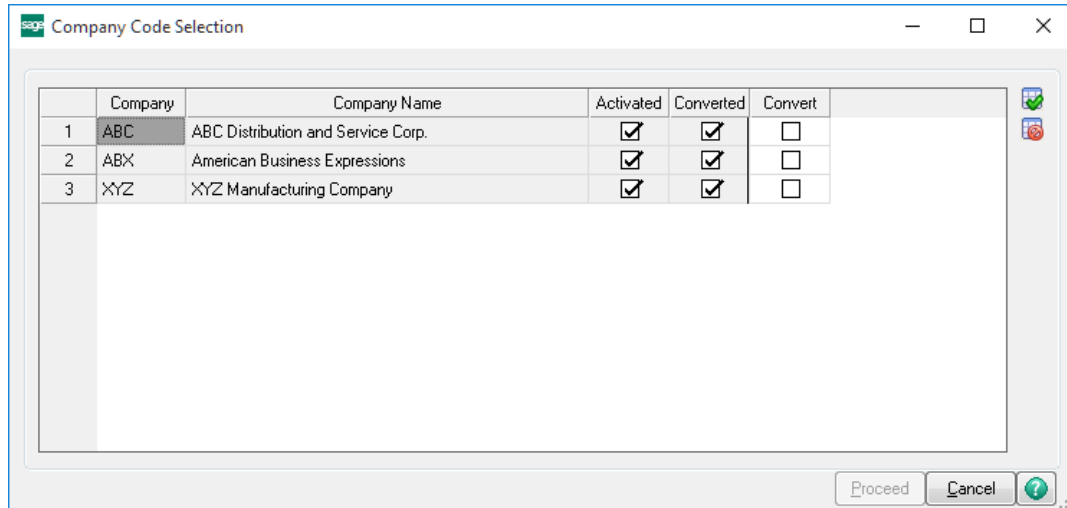 sage Company Code Selection
Company Company Name Activated Converted Convert
1 ABC ABC Distribution and Service Corp.
2 ABX American Business Expressions
3 XYZ XYZ Manufacturing Company
Proceed Cancel ?